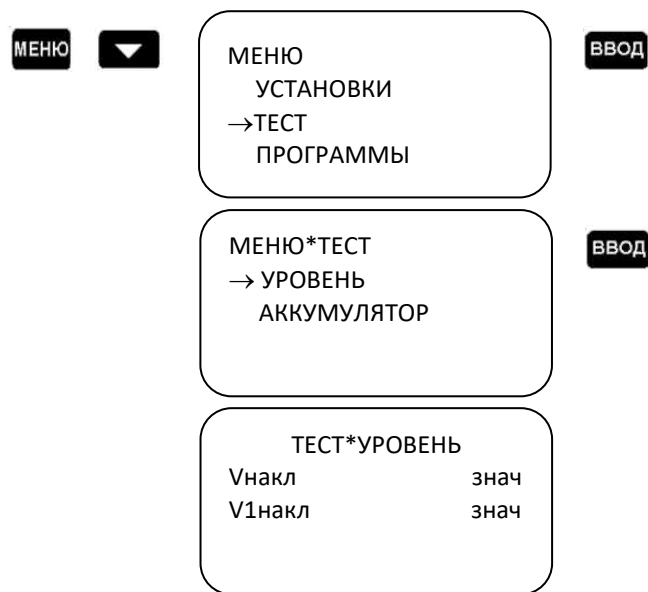 МЕНЮ
МЕНЮ
УСТАНОВКИ
→ТЕСТ
ПРОГРАММЫ
ВВОД
МЕНЮ*ТЕСТ
→ УРОВЕНЬ
АККУМУЛЯТОР
ВВОД
ТЕСТ*УРОВЕНЬ
Vнакл знач
V1накл знач